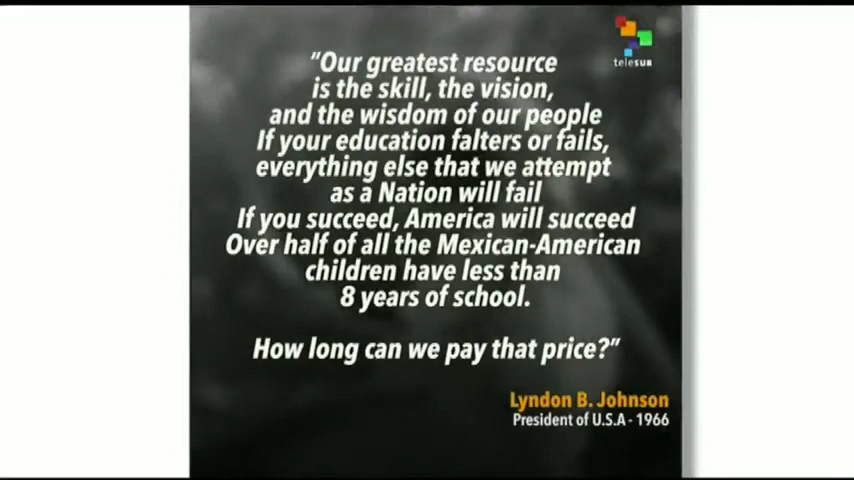 teleSUR
"Our greatest resource
is the skill, the vision,
and the wisdom of our people
If your education falters or fails,
everything else that we attempt
as a Nation will fail
If you succeed, America will succeed
Over half of all the Mexican-American
children have less than
8 years of school.
How long can we pay that price?"
Lyndon B. Johnson
President of U.S.A - 1966